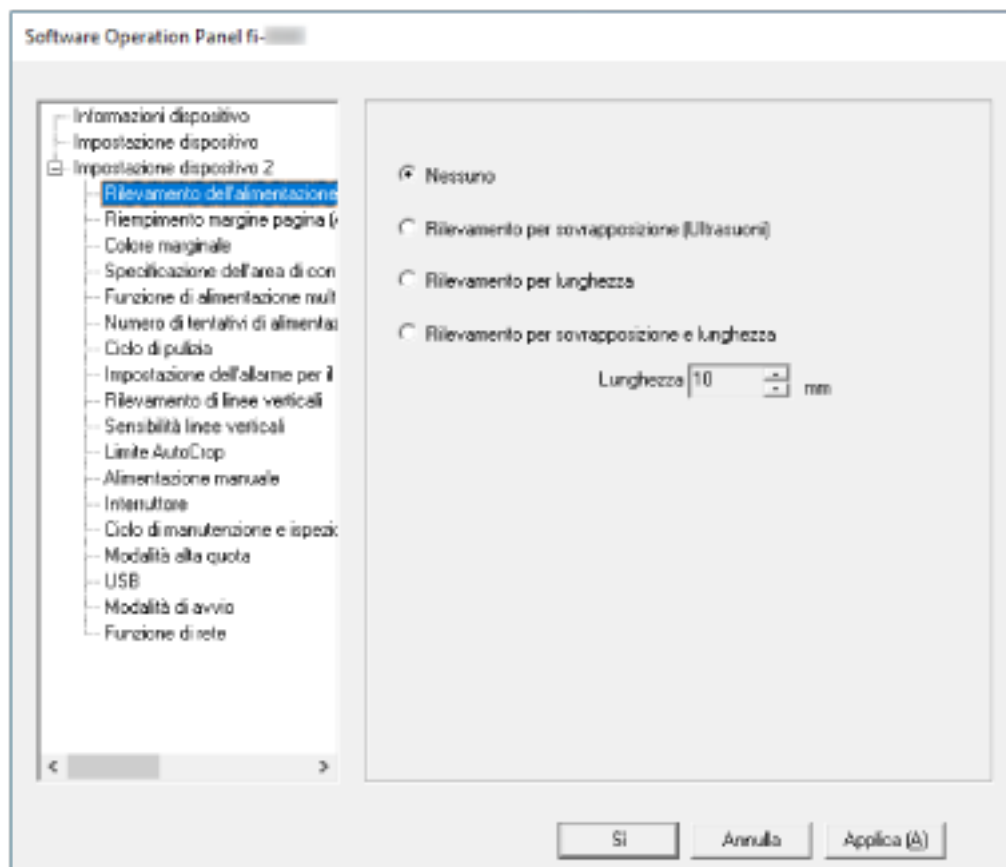 Software Operation Panel fi-
Informazioni dispositivo
Impostazione dispositivo
Impostazione dispositivo 2
Rilevamento dell'alimentazione
Riempimento margine pagina (
Colore marginale
Specificazione dell'area di con
Funzione di alimentazione mult
Numero di tentativi di alimentaz
Ciclo di pulizia
Impostazione dell'allarme per il
Rilevamento di linee verticali
Sensibilità linee verticali
Limite AutoCrop
Alimentazione manuale
Interruttore
Ciclo di manutenzione e ispezio
Modalità alta quota
USB
Modalità di avvio
Funzione di rete
Nessuno
Rilevamento per sovrapposizione (Ultrasuoni)
Rilevamento per lunghezza
Rilevamento per sovrapposizione e lunghezza
Lunghezza 10 mm
Sì Annulla Applica (A)